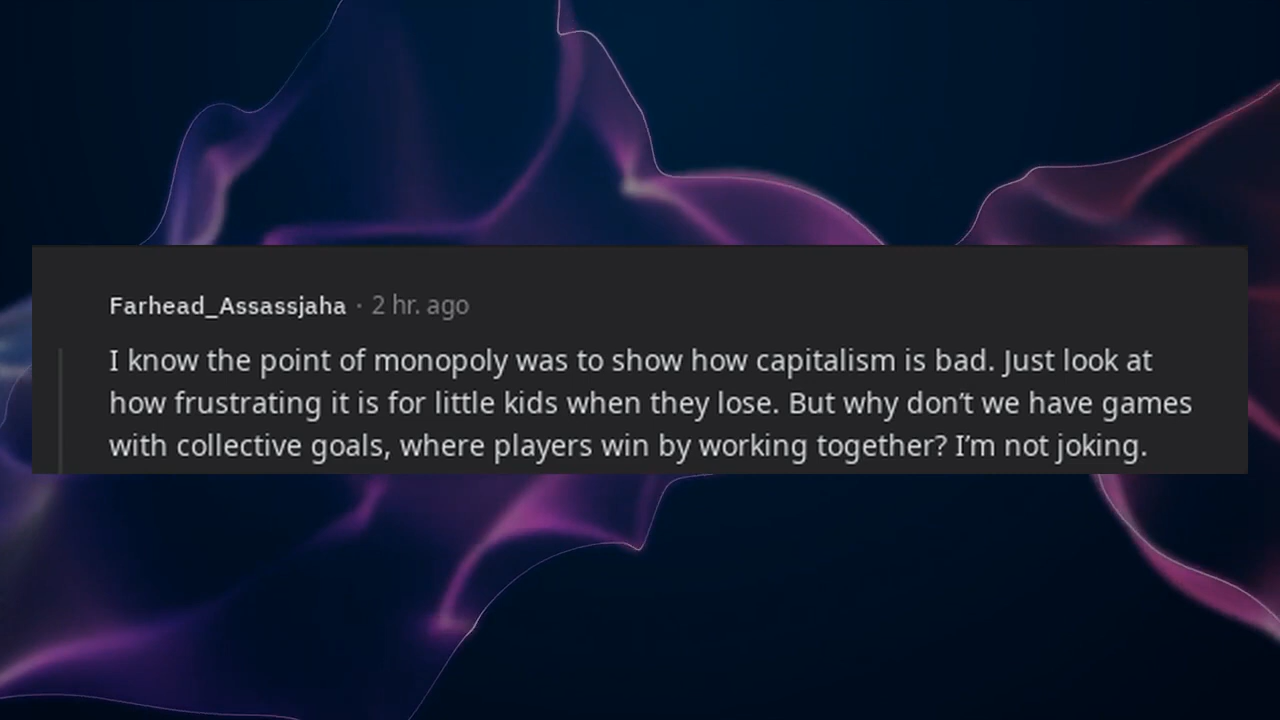 Farhead_Assassjaha · 2 hr. ago
I know the point of monopoly was to show how capitalism is bad. Just look at
how frustrating it is for little kids when they lose. But why don’t we have games
with collective goals, where players win by working together? I’m not joking.